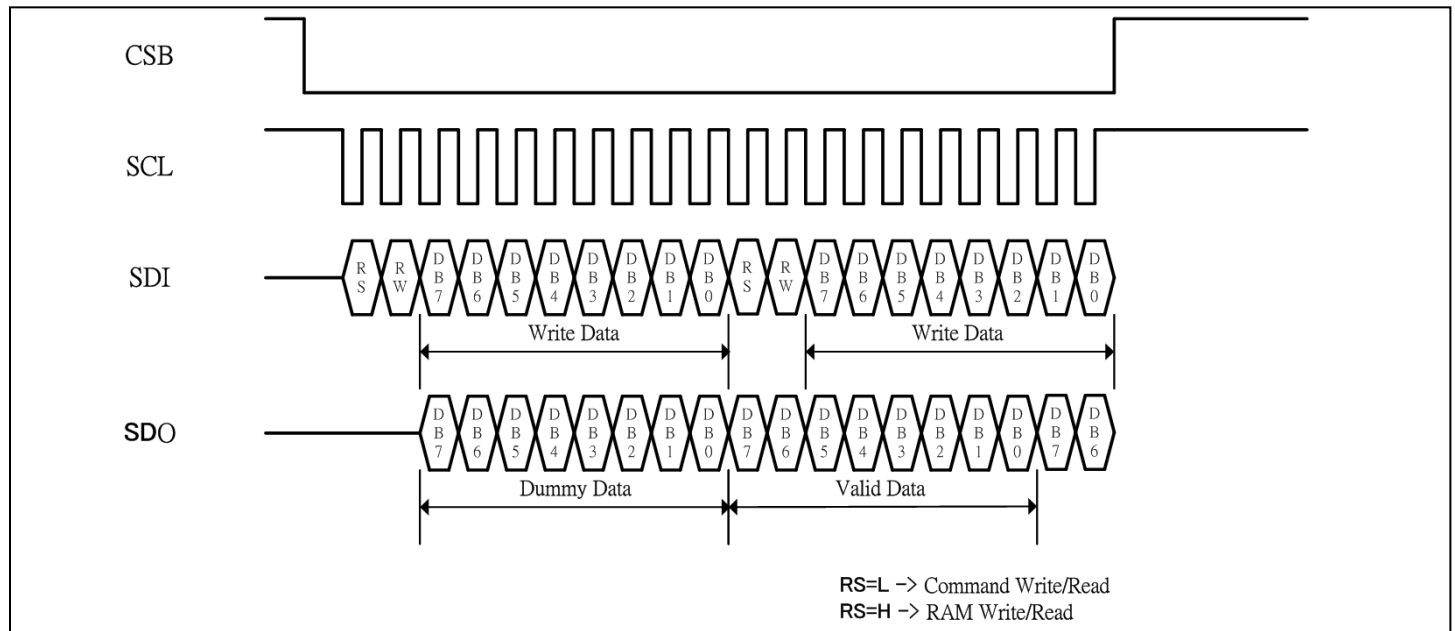 CSB
SCL
SDI
RS RW DB7 DB6 DB5 DB4 DB3 DB2 DB1 DB0 RS RW DB7 DB6 DB5 DB4 DB3 DB2 DB1 DB0
Write Data Write Data
SDO
DB7 DB6 DB5 DB4 DB3 DB2 DB1 DB0 DB7 DB6 DB5 DB4 DB3 DB2 DB1 DB0 DB7 DB6
Dummy Data Valid Data
RS=L -> Command Write/Read
RS=H -> RAM Write/Read